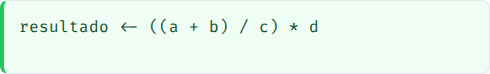 resultado ← ((a + b) / c) * d